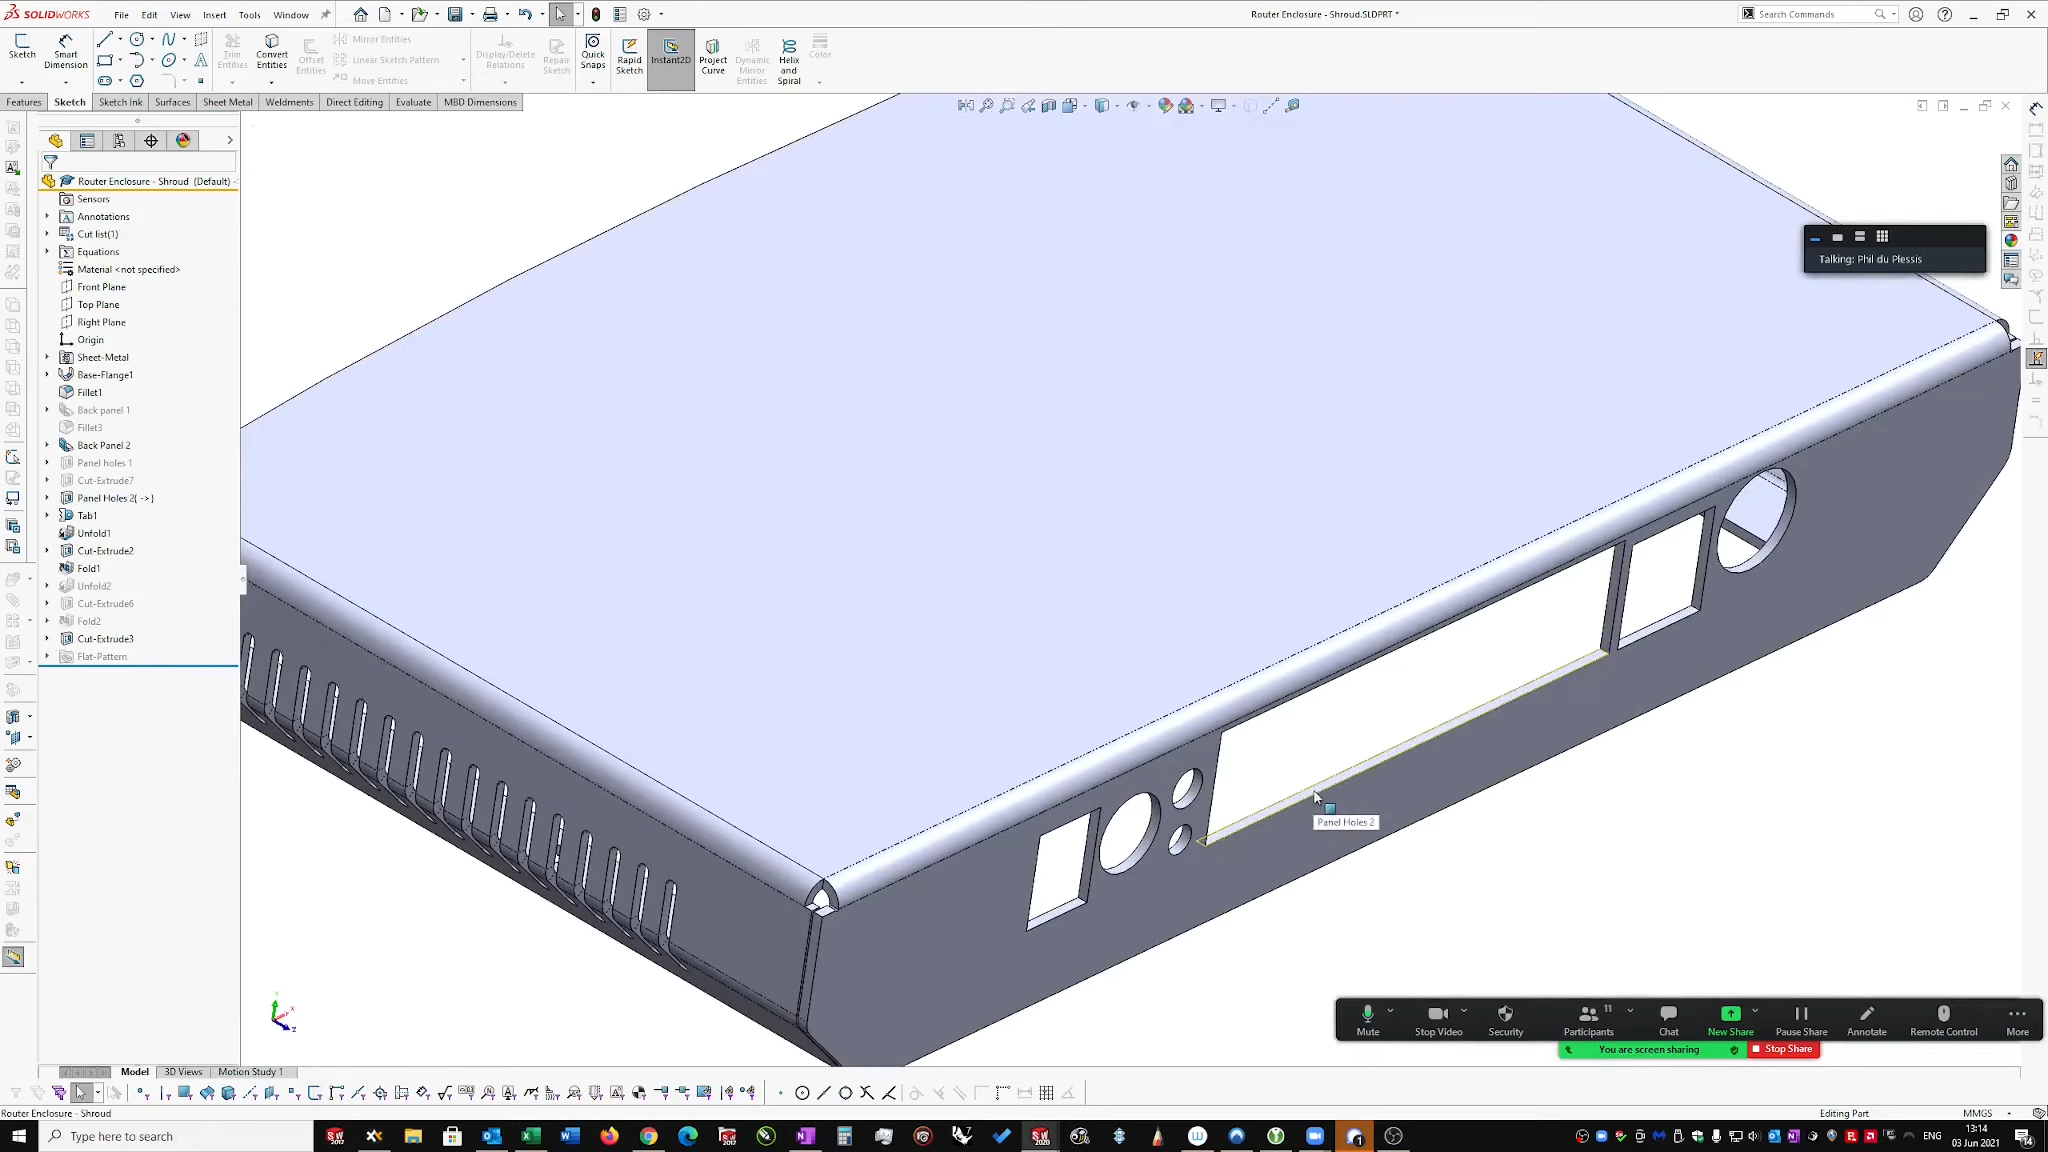 SOLIDWORKS File Edit View Insert Tools Window Router Enclosure - Shroud.SLDPRT * Search Commands
Sketch Smart Dimension Trim Entities Convert Entities Offset Entities Mirror Entities Linear Sketch Pattern Move Entities Display/Delete Relations Repair Sketch Quick Snaps Rapid Sketch Instant2D Project Curve Dynamic Mirror Entities Helix and Spiral Color
Features Sketch Sketch Ink Surfaces Sheet Metal Weldments Direct Editing Evaluate MBD Dimensions
Router Enclosure - Shroud (Default)
Sensors
Annotations
Cut list(1)
Equations
Material <not specified>
Front Plane
Top Plane
Right Plane
Origin
Sheet-Metal
Base-Flange1
Fillet1
Back panel 1
Fillet3
Back Panel 2
Panel holes 1
Cut-Extrude7
Panel Holes 2{ ->}
Tab1
Unfold1
Cut-Extrude2
Fold1
Unfold2
Cut-Extrude6
Fold2
Cut-Extrude3
Flat-Pattern
Talking: Phil du Plessis
Panel Holes 2
11
Mute Stop Video Security Participants Chat New Share Pause Share Annotate Remote Control More
You are screen sharing Stop Share
Model 3D Views Motion Study 1
Router Enclosure - Shroud Editing Part MMGS
Type here to search
ENG
13:14
03 Jun 2021